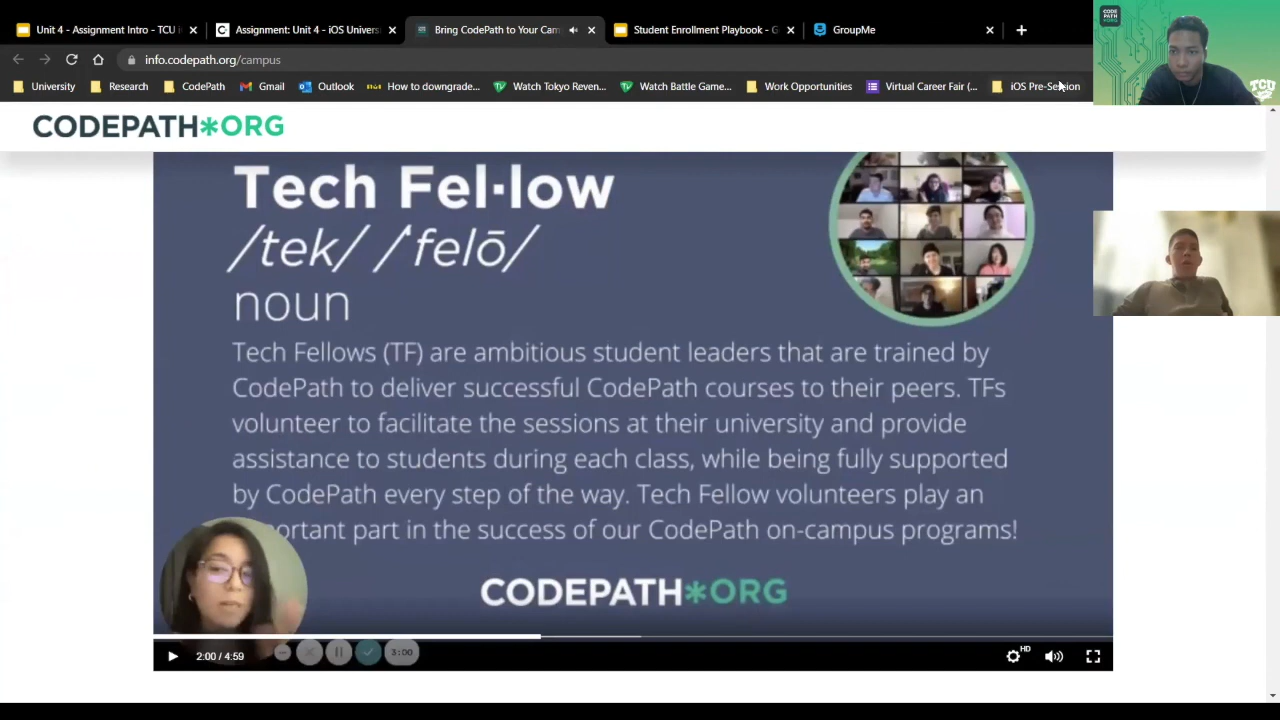 Unit 4 - Assignment Intro - TCU i
Assignment: Unit 4 - iOS Univers
Bring CodePath to Your Cam
Student Enrollment Playbook - G
GroupMe
info.codepath.org/campus
University
Research
CodePath
Gmail
Outlook
How to downgrade...
Watch Tokyo Reven...
Watch Battle Game...
Work Opportunities
Virtual Career Fair (...
iOS Pre-Session
CODE
PATH
*ORG
TCU
CODEPATH*ORG
Tech Fel·low
/tek/ /ˈfelō/
noun
Tech Fellows (TF) are ambitious student leaders that are trained by
CodePath to deliver successful CodePath courses to their peers. TFs
volunteer to facilitate the sessions at their university and provide
assistance to students during each class, while being fully supported
by CodePath every step of the way. Tech Fellow volunteers play an
ortant part in the success of our CodePath on-campus programs!
CODEPATH*ORG
2:00 / 4:59
3:00
HD